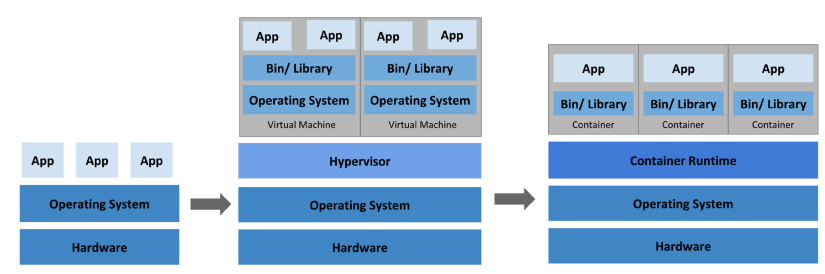 App App App
Operating System
Hardware
App App App App
Bin/ Library Bin/ Library
Operating System Operating System
Virtual Machine Virtual Machine
Hypervisor
Operating System
Hardware
App App App
Bin/ Library Bin/ Library Bin/ Library
Container Container Container
Container Runtime
Operating System
Hardware